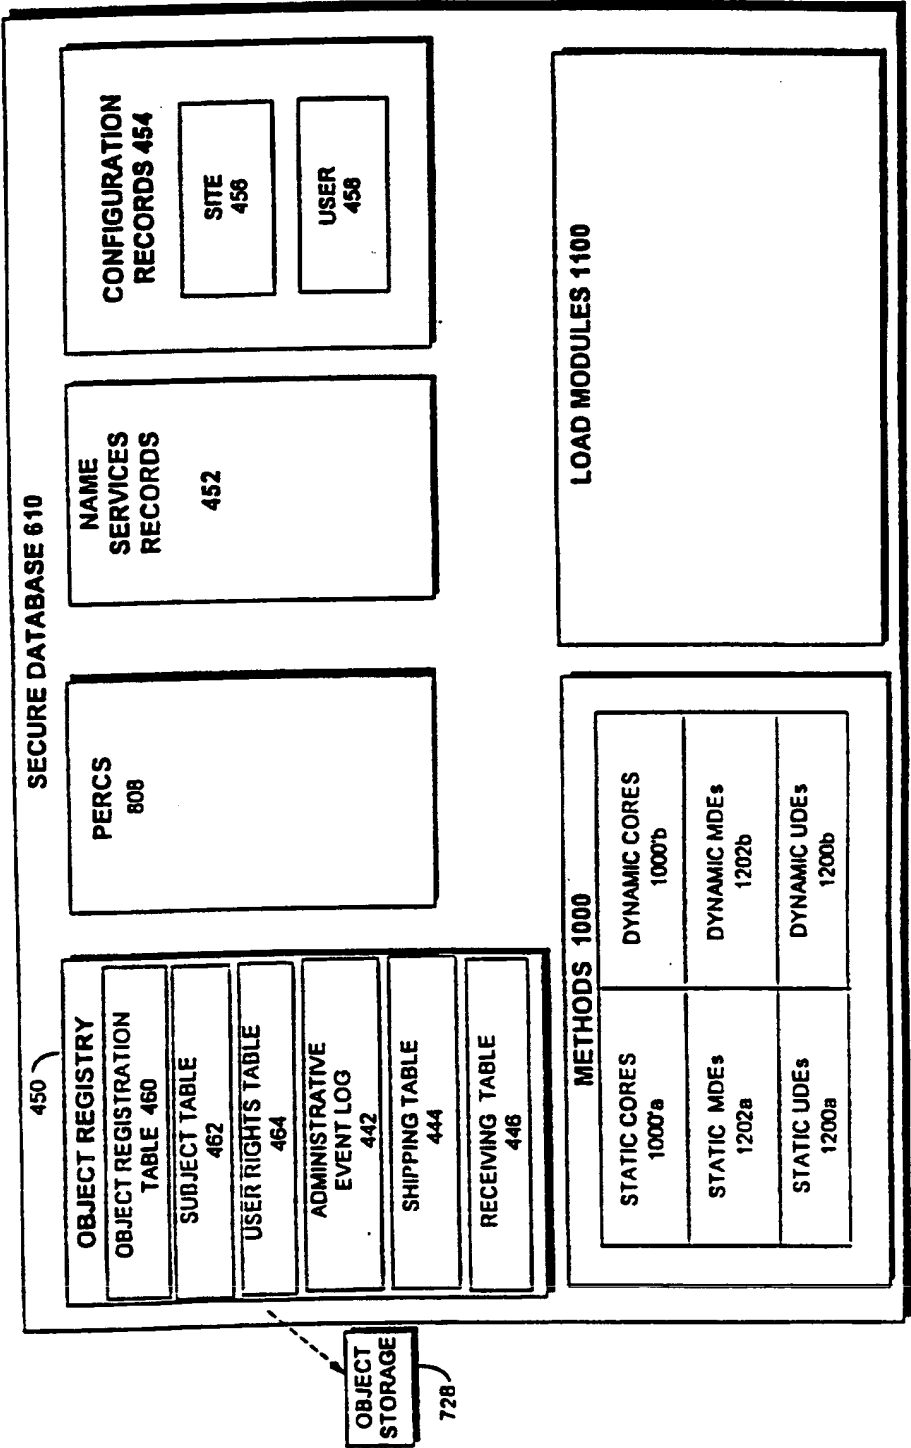 SECURE DATABASE 610
450
OBJECT REGISTRY
OBJECT REGISTRATION
TABLE 460
SUBJECT TABLE
462
USER RIGHTS TABLE
464
ADMINISTRATIVE
EVENT LOG
442
SHIPPING TABLE
444
RECEIVING TABLE
446
OBJECT
STORAGE
728
PERCS
808
NAME
SERVICES
RECORDS
452
CONFIGURATION
RECORDS 454
SITE
456
USER
458
METHODS 1000
STATIC CORES
1000'a
DYNAMIC CORES
1000'b
STATIC MDEs
1202a
DYNAMIC MDEs
1202b
STATIC UDEs
1200a
DYNAMIC UDEs
1200b
LOAD MODULES 1100